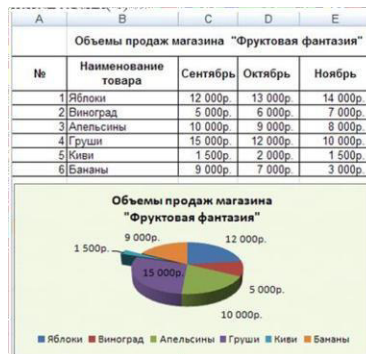 A B C D E
Объемы продаж магазина "Фруктовая фантазия"
№ Наименование товара Сентябрь Октябрь Ноябрь
1 Яблоки 12 000р. 13 000р. 14 000р.
2 Виноград 5 000р. 6 000р. 7 000р.
3 Апельсины 10 000р. 9 000р. 8 000р.
4 Груши 15 000р. 12 000р. 10 000р.
5 Киви 1 500р. 2 000р. 1 500р.
6 Бананы 9 000р. 7 000р. 3 000р.
Объемы продаж магазина
"Фруктовая фантазия"
9 000р. 12 000р.
1 500р.
15 000р.
5 000р.
10 000р.
Яблоки Виноград Апельсины Груши Киви Бананы